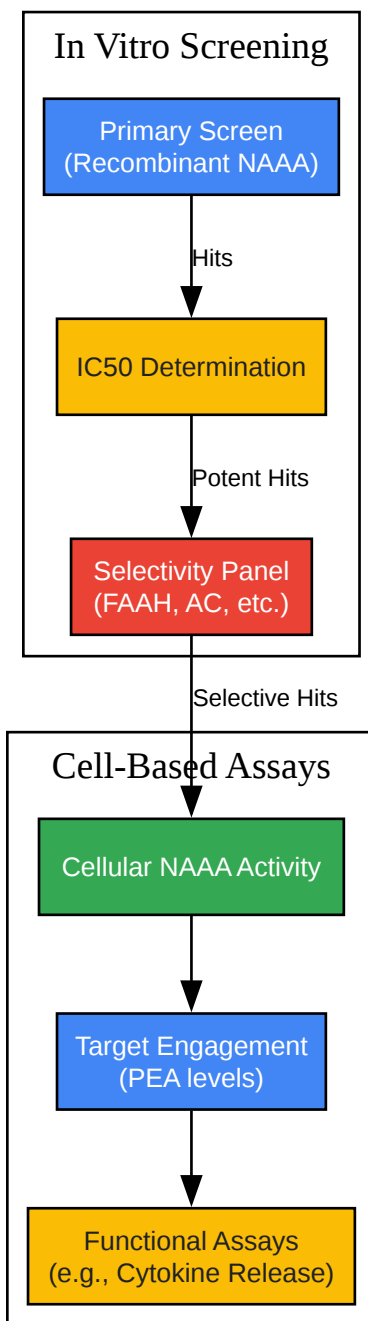 In Vitro Screening
Primary Screen
(Recombinant NAAA)
Hits
IC50 Determination
Potent Hits
Selectivity Panel
(FAAH, AC, etc.)
Selective Hits
Cell-Based Assays
Cellular NAAA Activity
Target Engagement
(PEA levels)
Functional Assays
(e.g., Cytokine Release)